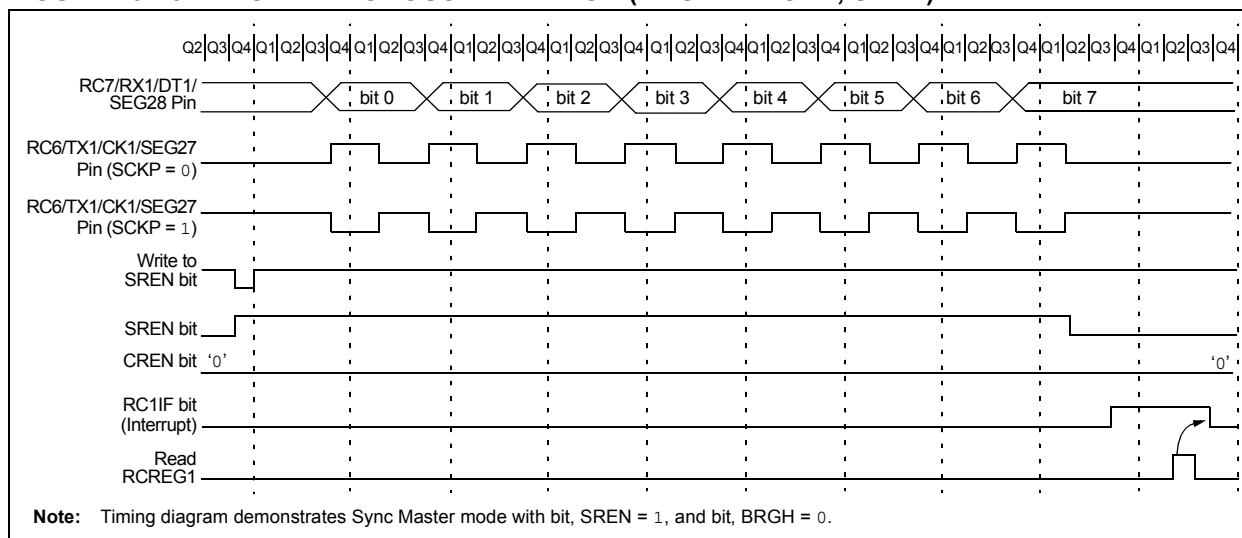 Q2 Q3 Q4 Q1 Q2 Q3 Q4 Q1 Q2 Q3 Q4 Q1 Q2 Q3 Q4 Q1 Q2 Q3 Q4 Q1 Q2 Q3 Q4 Q1 Q2 Q3 Q4 Q1 Q2 Q3 Q4 Q1 Q2 Q3 Q4 Q1 Q2 Q3 Q4 Q1 Q2 Q3 Q4
RC7/RX1/DT1/
SEG28 Pin
bit 0 bit 1 bit 2 bit 3 bit 4 bit 5 bit 6 bit 7
RC6/TX1/CK1/SEG27
Pin (SCKP = 0)
RC6/TX1/CK1/SEG27
Pin (SCKP = 1)
Write to
SREN bit
SREN bit
CREN bit ‘0’ ‘0’
RC1IF bit
(Interrupt)
Read
RCREG1
Note: Timing diagram demonstrates Sync Master mode with bit, SREN = 1, and bit, BRGH = 0.